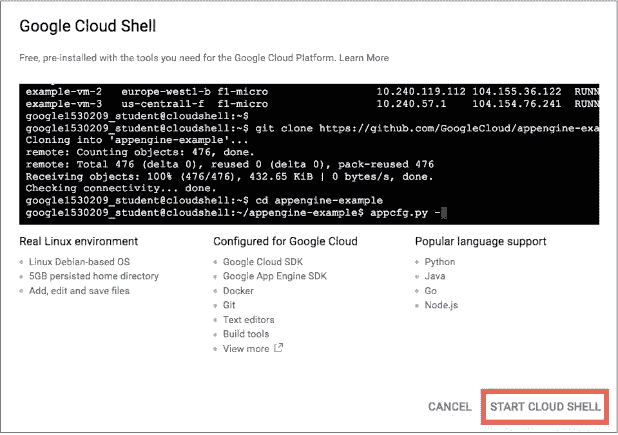 Google Cloud Shell
Free, pre-installed with the tools you need for the Google Cloud Platform. Learn More
example-vm-2 europe-west1-b f1-micro 10.240.119.112 104.155.36.122 RUNN
example-vm-3 us-central1-f f1-micro 10.240.57.1 104.154.76.241 RUNN
google1530209_student@cloudshell:~$
google1530209_student@cloudshell:~$ git clone https://github.com/GoogleCloud/appengine-exa
Cloning into 'appengine-example'...
remote: Counting objects: 476, done.
remote: Total 476 (delta 0), reused 0 (delta 0), pack-reused 476
Receiving objects: 100% (476/476), 432.65 KiB | 0 bytes/s, done.
Checking connectivity... done.
google1530209_student@cloudshell:~$ cd appengine-example
google1530209_student@cloudshell:~/appengine-example$ appcfg.py -
Real Linux environment
Linux Debian-based OS
5GB persisted home directory
Add, edit and save files
Configured for Google Cloud
Google Cloud SDK
Google App Engine SDK
Docker
Git
Text editors
Build tools
View more
Popular language support
Python
Java
Go
Node.js
CANCEL
START CLOUD SHELL